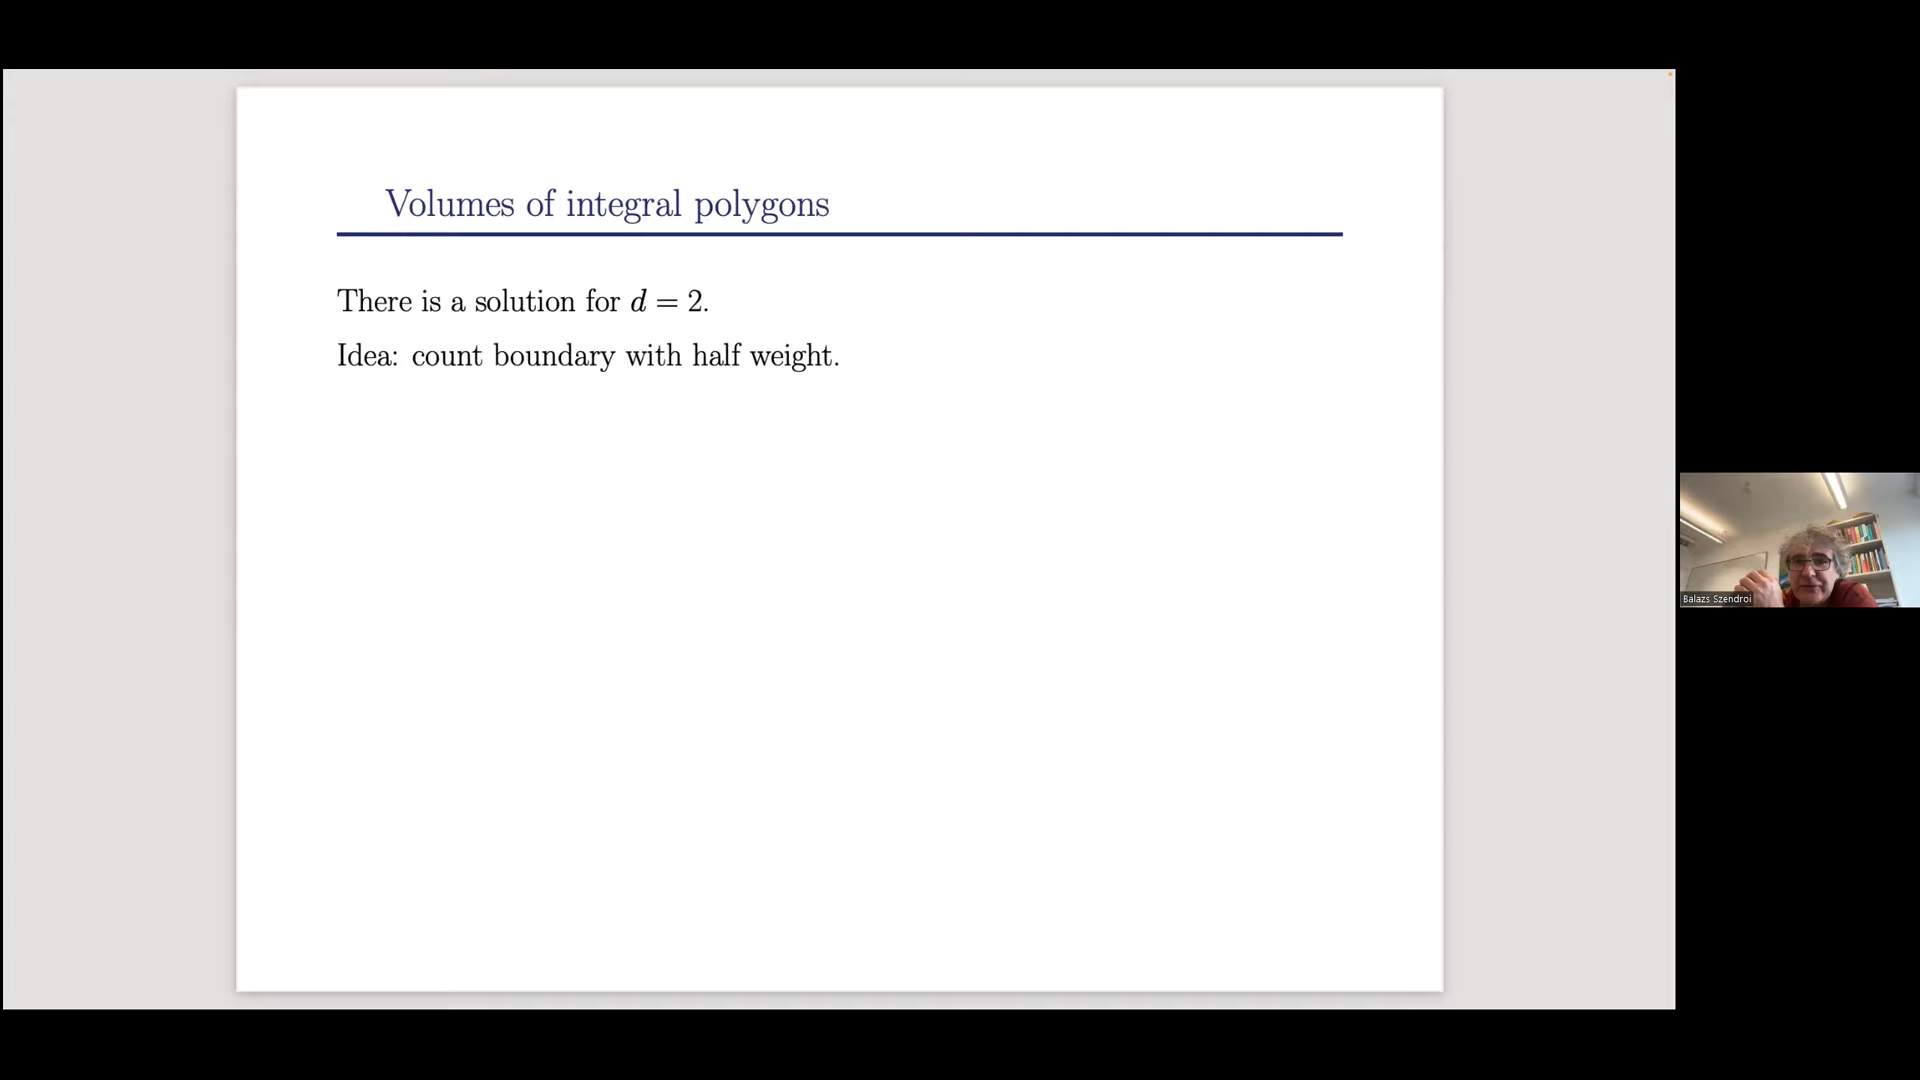 Volumes of integral polygons
There is a solution for d = 2.
Idea: count boundary with half weight.
Balazs Szendroi